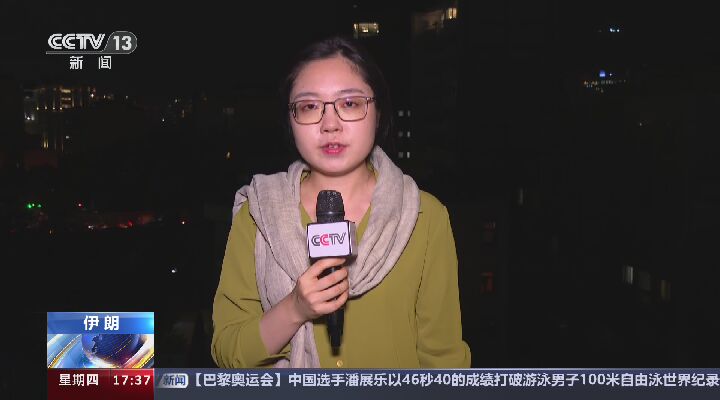 CCTV 13
新闻
CCTV
伊朗
星期四 17:37 新闻 【巴黎奥运会】中国选手潘展乐以46秒40的成绩打破游泳男子100米自由泳世界纪录